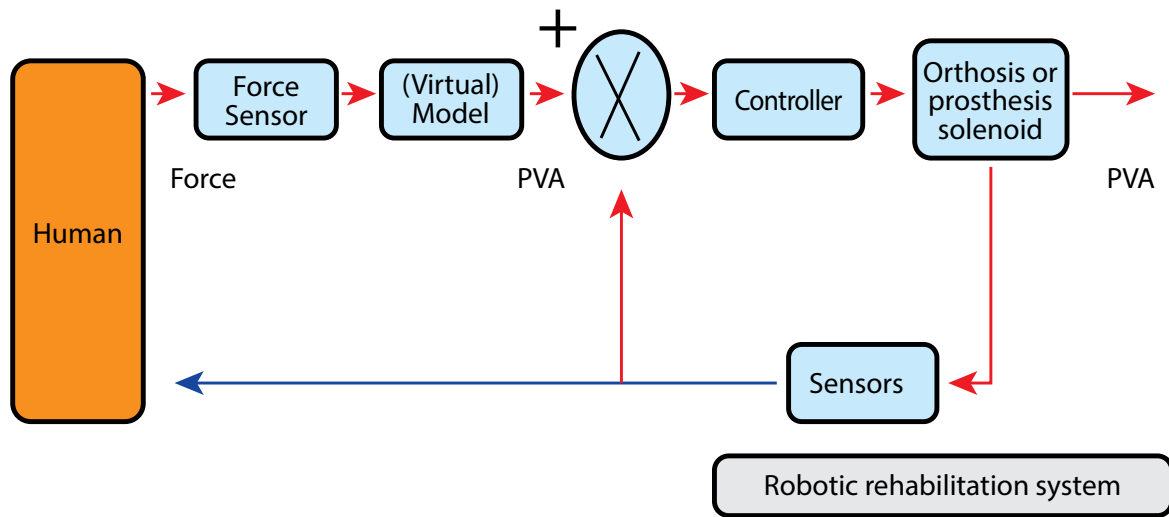 +
Force
Sensor
(Virtual)
Model
Controller
Orthosis or
prosthesis
solenoid
Force
PVA
PVA
Human
Sensors
Robotic rehabilitation system